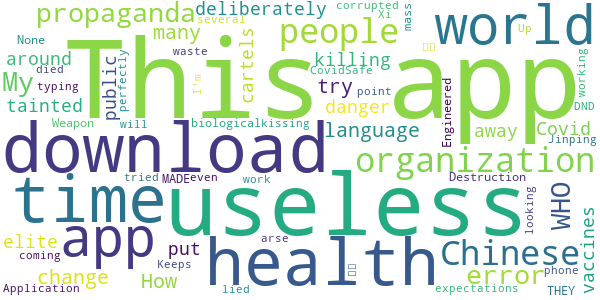 propaganda
deliberately
several
corrupted
Xi
mass
Up
None
many
This app
people
world
waste
cartels
around
died
public
perfectly
killing
CovidSafe
My
typing
I'm
try
point
working
tainted
Weapon
will
biologicalkissing
danger
Engineered
DND
download
language
away
Covid
Jinping
organization
tried
MADE
even
work
Destruction
time
useless
WHO
looking
vaccines
app
health
Chinese
elite
put
coming
change
How
Keeps
arse
lied
error
phone
Application
expectations
THEY